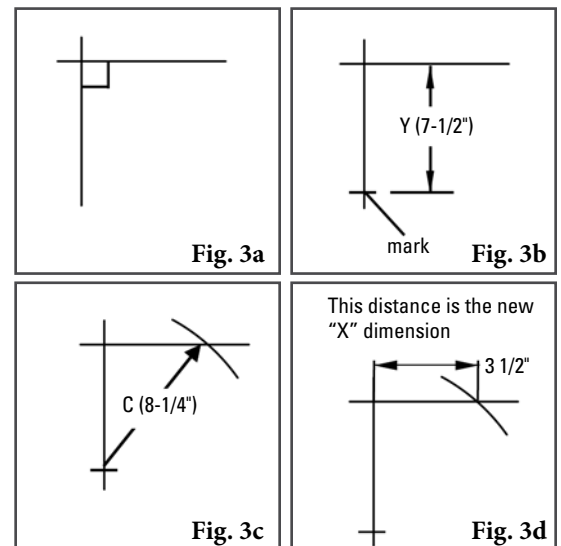 Fig. 3a
Y (7-1/2")
mark
Fig. 3b
C (8-1/4")
Fig. 3c
This distance is the new
“X” dimension
3 1/2"
Fig. 3d